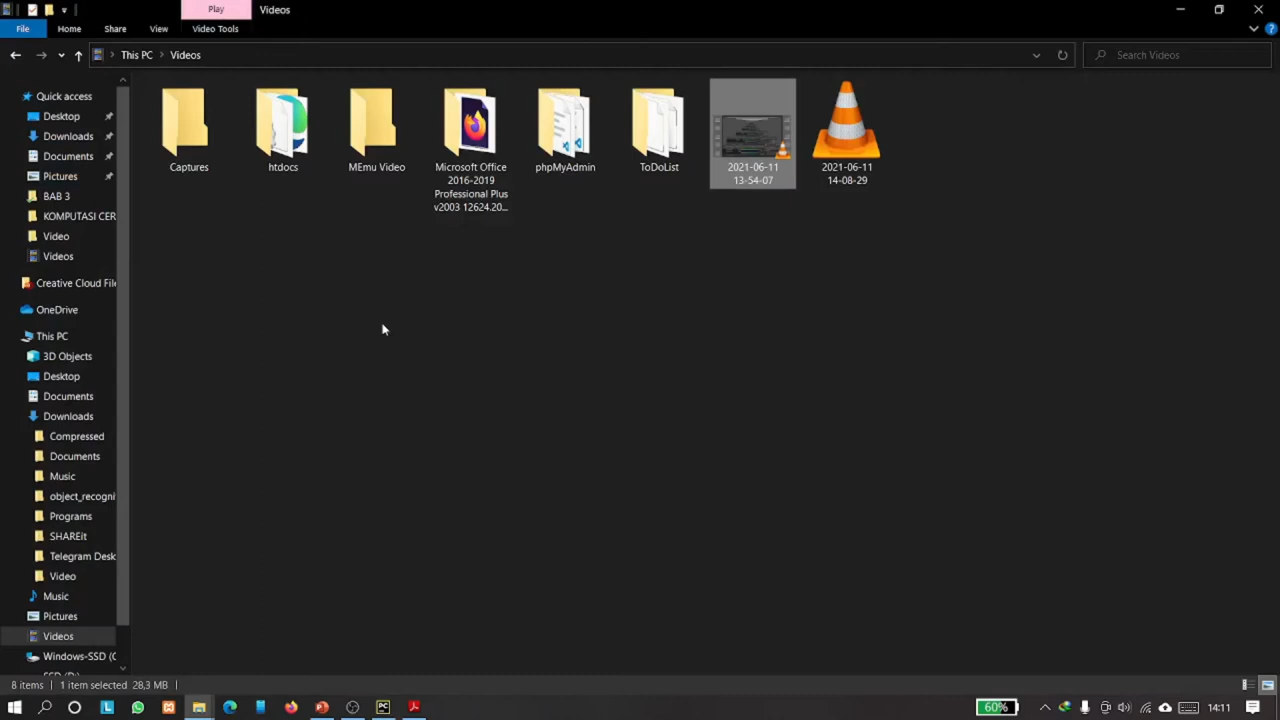 Play
Videos
File
Home
Share
View
Video Tools
This PC
Videos
Search Videos
Quick access
Desktop
Downloads
Documents
Pictures
BAB 3
KOMPUTASI CER
Video
Videos
Creative Cloud File
OneDrive
This PC
3D Objects
Desktop
Documents
Downloads
Compressed
Documents
Music
object_recogni
Programs
SHAREit
Telegram Desk
Video
Music
Pictures
Videos
Windows-SSD (C
Captures
htdocs
MEmu Video
Microsoft Office
2016-2019
Professional Plus
v2003 12624.20...
phpMyAdmin
ToDoList
2021-06-11
13-54-07
2021-06-11
14-08-29
8 items
1 item selected 28,3 MB
60%
14:11